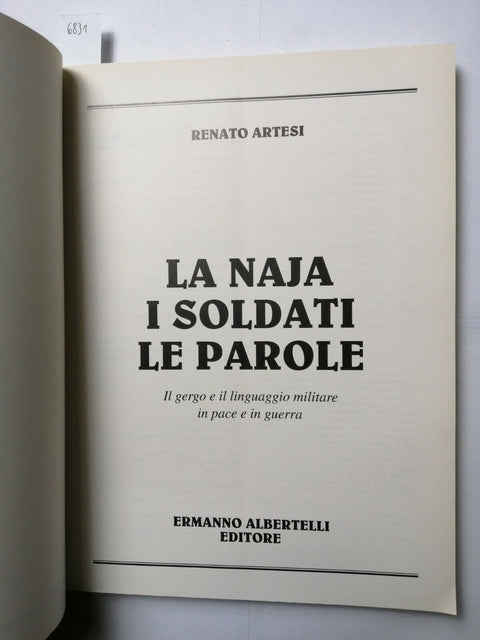 6831
RENATO ARTESI
LA NAJA
I SOLDATI
LE PAROLE
Il gergo e il linguaggio militare
in pace e in guerra
ERMANNO ALBERTELLI
EDITORE